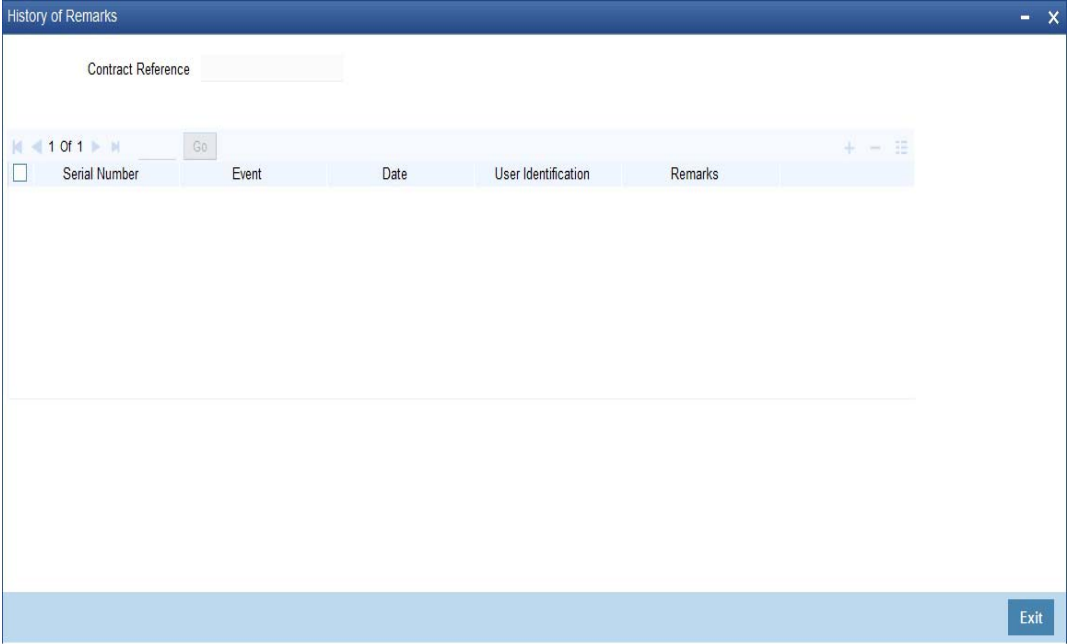 History of Remarks
Contract Reference
1 Of 1 Go
Serial Number Event Date User Identification Remarks
Exit